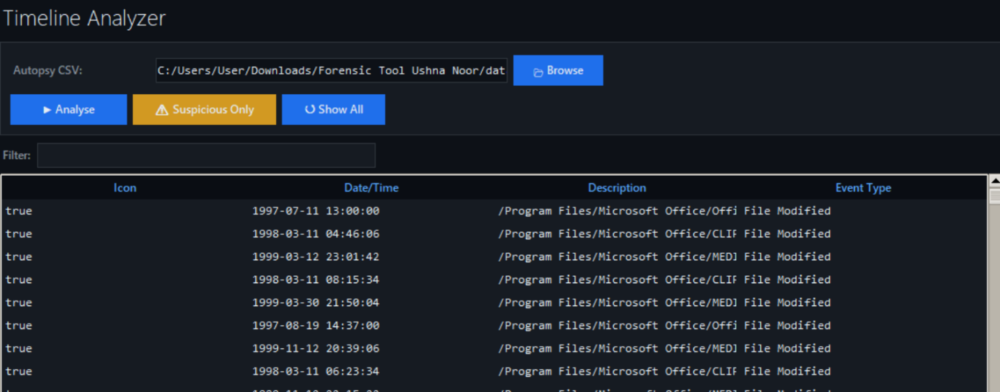 Timeline Analyzer
Autopsy CSV: C:/Users/User/Downloads/Forensic Tool Ushna Noor/dat Browse
Analyse Suspicious Only Show All
Filter:
Icon Date/Time Description Event Type
true 1997-07-11 13:00:00 /Program Files/Microsoft Office/Offi File Modified
true 1998-03-11 04:46:06 /Program Files/Microsoft Office/CLIP File Modified
true 1999-03-12 23:01:42 /Program Files/Microsoft Office/MEDI File Modified
true 1998-03-11 08:15:34 /Program Files/Microsoft Office/CLIP File Modified
true 1999-03-30 21:50:04 /Program Files/Microsoft Office/MEDI File Modified
true 1997-08-19 14:37:00 /Program Files/Microsoft Office/Offi File Modified
true 1999-11-12 20:39:06 /Program Files/Microsoft Office/MEDI File Modified
true 1998-03-11 06:23:34 /Program Files/Microsoft Office/CLIP File Modified